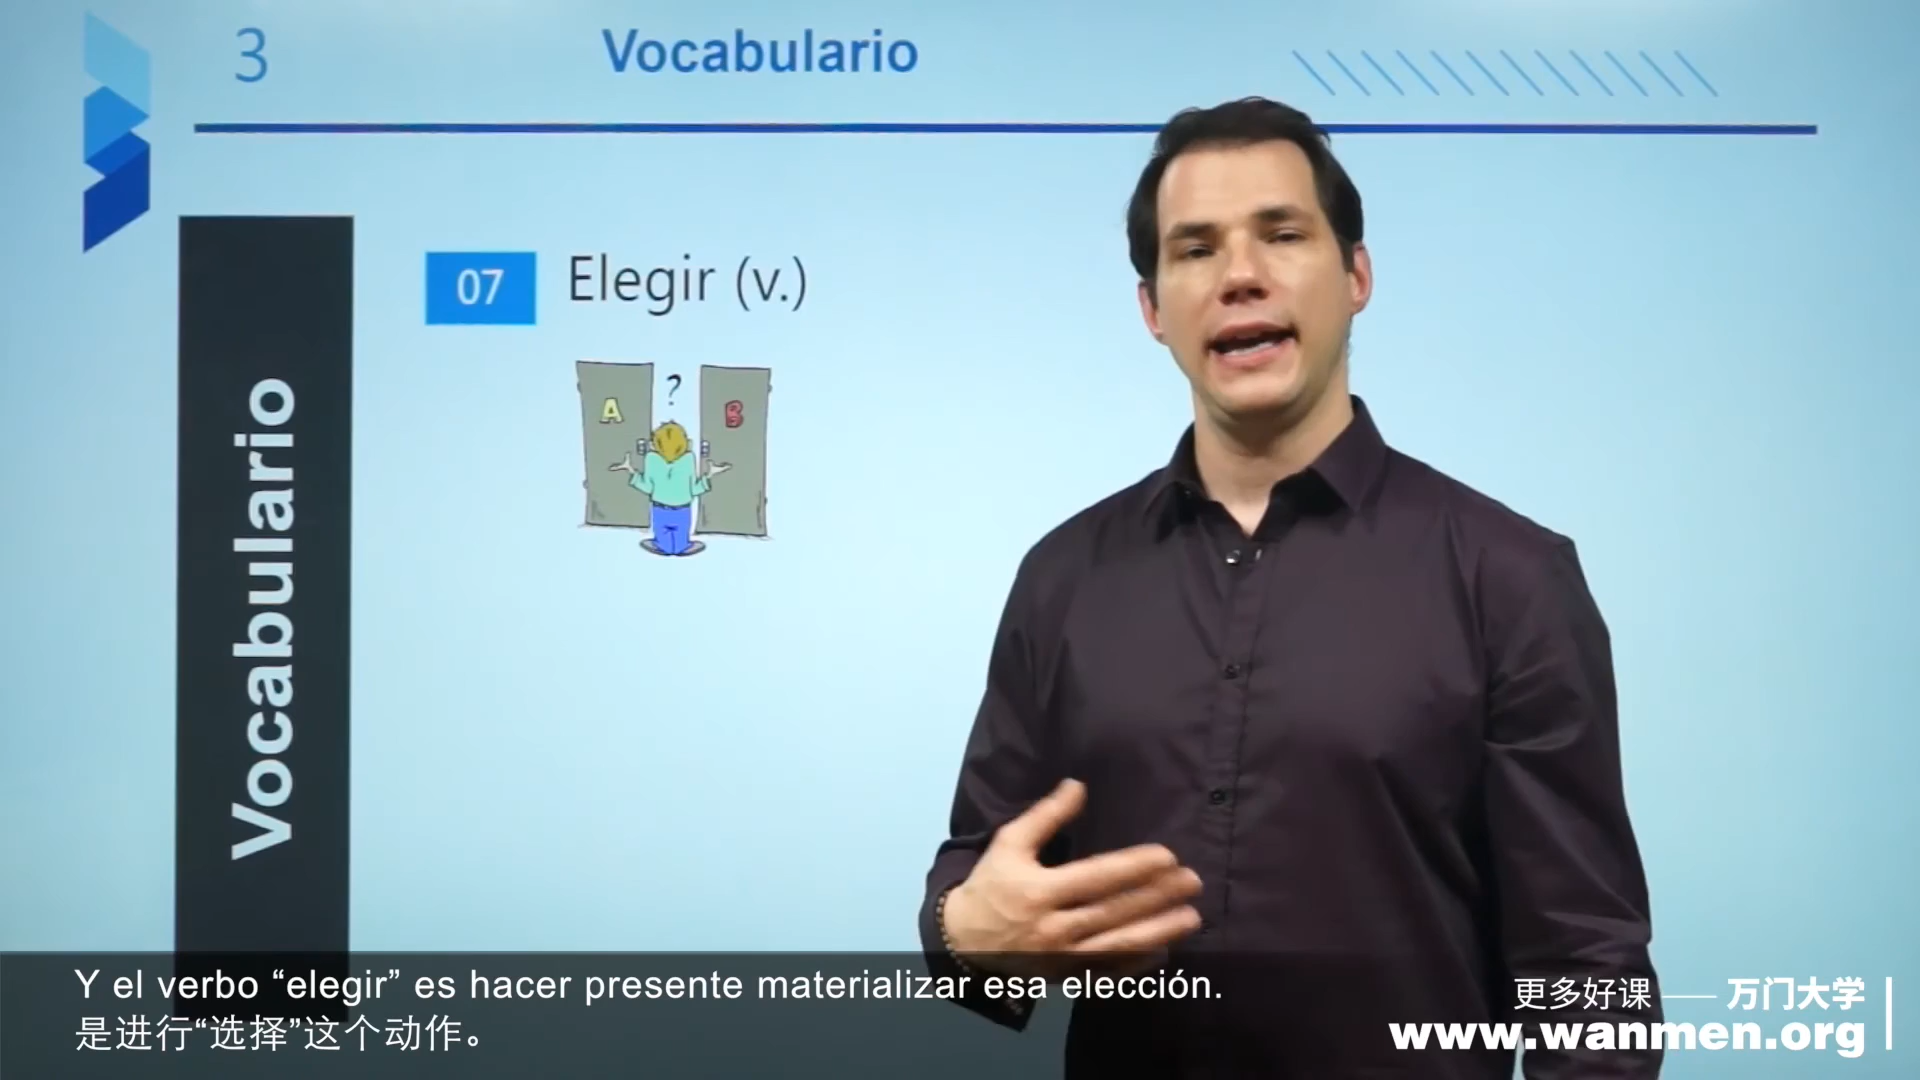 3
Vocabulario
07
Elegir (v.)
?
A
B
Vocabulario
Y el verbo “elegir” es hacer presente materializar esa elección.
是进行“选择”这个动作。
更多好课 —— 万门大学
www.wanmen.org